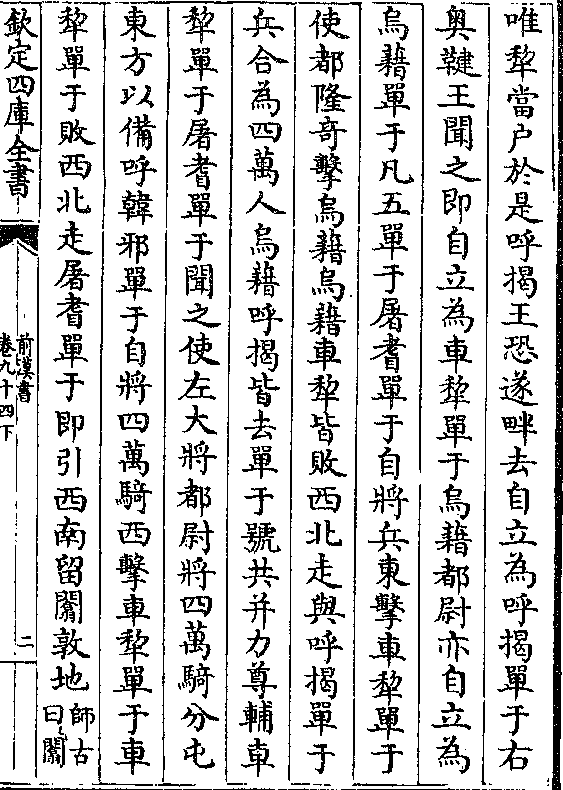 唯犂當户於是呼揭王恐遂畔去自立為呼揭單于右
奥鞬王聞之即自立為車犂單于烏藉都尉亦自立為
烏藉單于凡五單于屠耆單于自將兵東擊車犂單于
使都隆竒擊烏藉烏藉車犂皆敗西北走與呼揭單于
兵合為四萬人烏藉呼揭皆去單于號共并力尊輔車
犂單于屠耆單于聞之使左大將都尉將四萬騎分屯
東方以備呼韓邪單于自將四萬騎西擊車犂單于車
犂單于敗西北走屠耆單于即引西南留闟敦地
師古
曰闟
欽定四庫全書
前漢書
卷九十四下
二